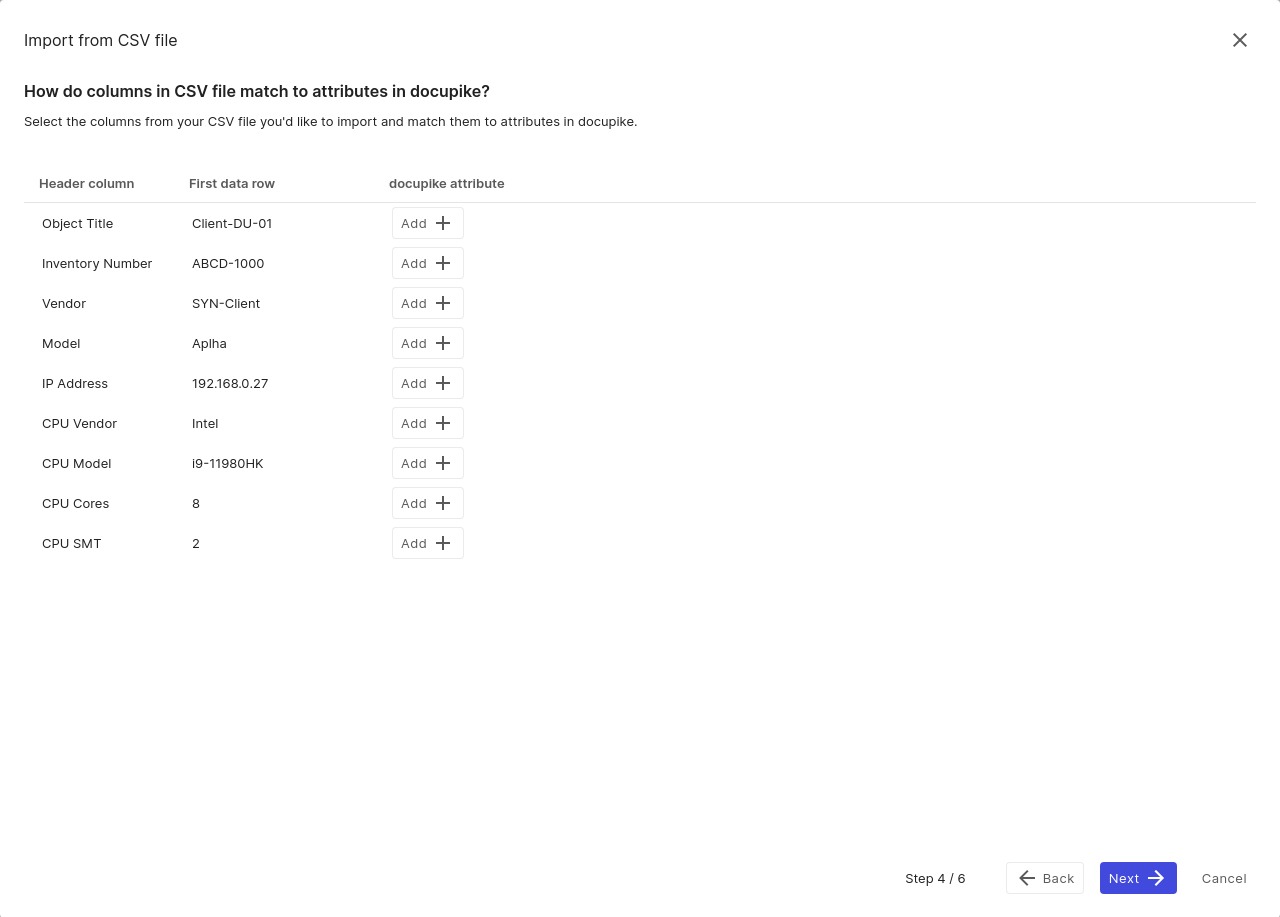 Import from CSV file
How do columns in CSV file match to attributes in docupike?
Select the columns from your CSV file you'd like to import and match them to attributes in docupike.
Header column First data row docupike attribute
Object Title Client-DU-01 Add
Inventory Number ABCD-1000 Add
Vendor SYN-Client Add
Model Aplha Add
IP Address 192.168.0.27 Add
CPU Vendor Intel Add
CPU Model i9-11980HK Add
CPU Cores 8 Add
CPU SMT 2 Add
Step 4 / 6 Back Next Cancel